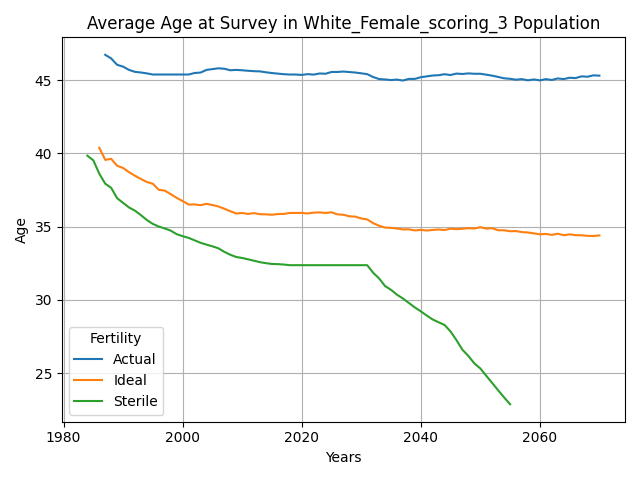 Average Age at Survey in White_Female_scoring_3 Population
Age
45
40
35
30
25
Fertility
Actual
Ideal
Sterile
1980 2000 2020 2040 2060
Years